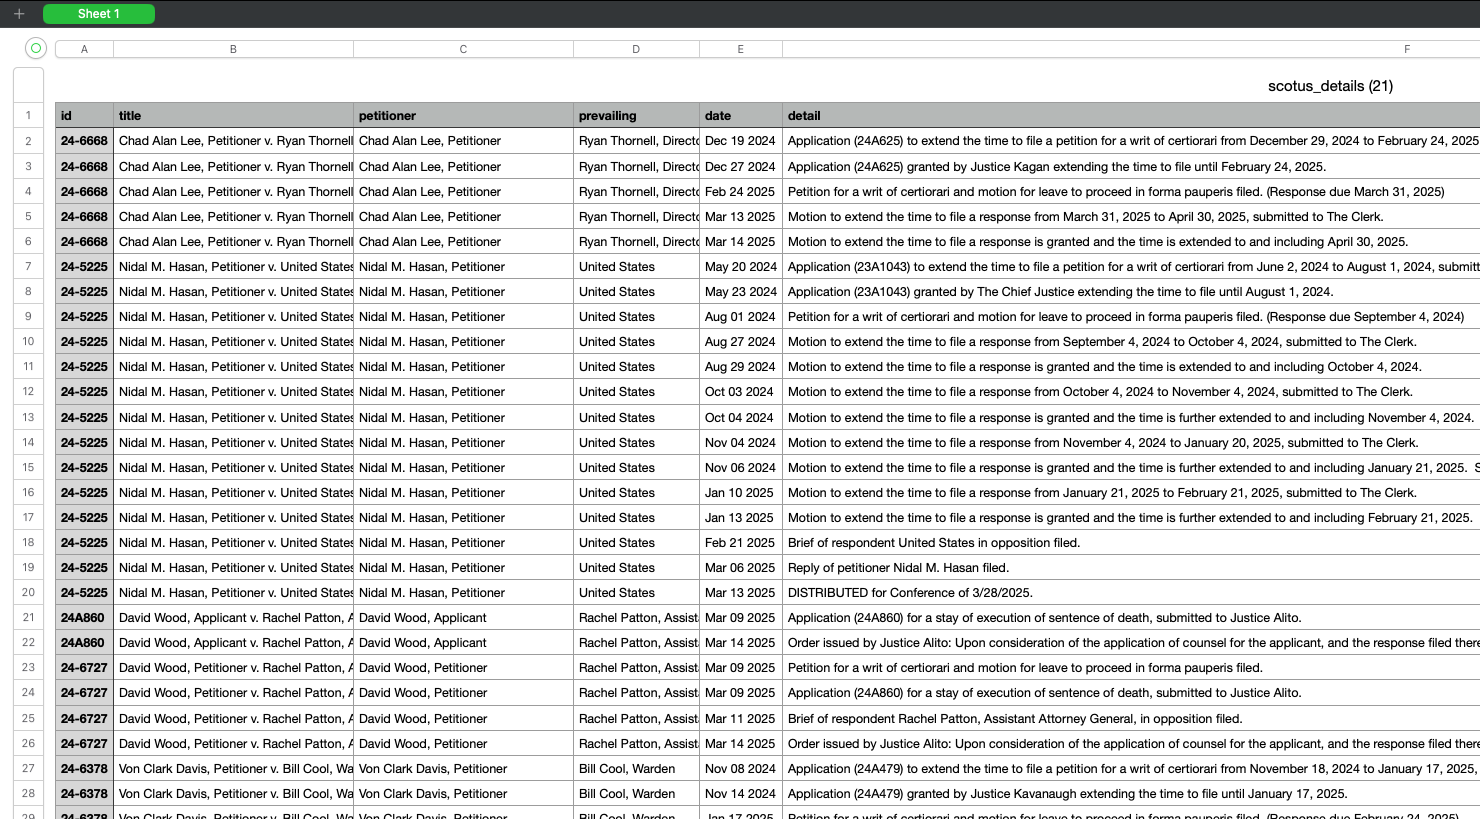 + Sheet 1
A B C D E F
scotus_details (21)
1 id title petitioner prevailing date detail
2 24-6668 Chad Alan Lee, Petitioner v. Ryan Thornell Chad Alan Lee, Petitioner Ryan Thornell, Directo Dec 19 2024 Application (24A625) to extend the time to file a petition for a writ of certiorari from December 29, 2024 to February 24, 2025
3 24-6668 Chad Alan Lee, Petitioner v. Ryan Thornell Chad Alan Lee, Petitioner Ryan Thornell, Directo Dec 27 2024 Application (24A625) granted by Justice Kagan extending the time to file until February 24, 2025.
4 24-6668 Chad Alan Lee, Petitioner v. Ryan Thornell Chad Alan Lee, Petitioner Ryan Thornell, Directo Feb 24 2025 Petition for a writ of certiorari and motion for leave to proceed in forma pauperis filed. (Response due March 31, 2025)
5 24-6668 Chad Alan Lee, Petitioner v. Ryan Thornell Chad Alan Lee, Petitioner Ryan Thornell, Directo Mar 13 2025 Motion to extend the time to file a response from March 31, 2025 to April 30, 2025, submitted to The Clerk.
6 24-6668 Chad Alan Lee, Petitioner v. Ryan Thornell Chad Alan Lee, Petitioner Ryan Thornell, Directo Mar 14 2025 Motion to extend the time to file a response is granted and the time is extended to and including April 30, 2025.
7 24-5225 Nidal M. Hasan, Petitioner v. United States Nidal M. Hasan, Petitioner United States May 20 2024 Application (23A1043) to extend the time to file a petition for a writ of certiorari from June 2, 2024 to August 1, 2024, submitt
8 24-5225 Nidal M. Hasan, Petitioner v. United States Nidal M. Hasan, Petitioner United States May 23 2024 Application (23A1043) granted by The Chief Justice extending the time to file until August 1, 2024.
9 24-5225 Nidal M. Hasan, Petitioner v. United States Nidal M. Hasan, Petitioner United States Aug 01 2024 Petition for a writ of certiorari and motion for leave to proceed in forma pauperis filed. (Response due September 4, 2024)
10 24-5225 Nidal M. Hasan, Petitioner v. United States Nidal M. Hasan, Petitioner United States Aug 27 2024 Motion to extend the time to file a response from September 4, 2024 to October 4, 2024, submitted to The Clerk.
11 24-5225 Nidal M. Hasan, Petitioner v. United States Nidal M. Hasan, Petitioner United States Aug 29 2024 Motion to extend the time to file a response is granted and the time is extended to and including October 4, 2024.
12 24-5225 Nidal M. Hasan, Petitioner v. United States Nidal M. Hasan, Petitioner United States Oct 03 2024 Motion to extend the time to file a response from October 4, 2024 to November 4, 2024, submitted to The Clerk.
13 24-5225 Nidal M. Hasan, Petitioner v. United States Nidal M. Hasan, Petitioner United States Oct 04 2024 Motion to extend the time to file a response is granted and the time is further extended to and including November 4, 2024.
14 24-5225 Nidal M. Hasan, Petitioner v. United States Nidal M. Hasan, Petitioner United States Nov 04 2024 Motion to extend the time to file a response from November 4, 2024 to January 20, 2025, submitted to The Clerk.
15 24-5225 Nidal M. Hasan, Petitioner v. United States Nidal M. Hasan, Petitioner United States Nov 06 2024 Motion to extend the time to file a response is granted and the time is further extended to and including January 21, 2025.
16 24-5225 Nidal M. Hasan, Petitioner v. United States Nidal M. Hasan, Petitioner United States Jan 10 2025 Motion to extend the time to file a response from January 21, 2025 to February 21, 2025, submitted to The Clerk.
17 24-5225 Nidal M. Hasan, Petitioner v. United States Nidal M. Hasan, Petitioner United States Jan 13 2025 Motion to extend the time to file a response is granted and the time is further extended to and including February 21, 2025.
18 24-5225 Nidal M. Hasan, Petitioner v. United States Nidal M. Hasan, Petitioner United States Feb 21 2025 Brief of respondent United States in opposition filed.
19 24-5225 Nidal M. Hasan, Petitioner v. United States Nidal M. Hasan, Petitioner United States Mar 06 2025 Reply of petitioner Nidal M. Hasan filed.
20 24-5225 Nidal M. Hasan, Petitioner v. United States Nidal M. Hasan, Petitioner United States Mar 13 2025 DISTRIBUTED for Conference of 3/28/2025.
21 24A860 David Wood, Applicant v. Rachel Patton, A David Wood, Applicant Rachel Patton, Assist Mar 09 2025 Application (24A860) for a stay of execution of sentence of death, submitted to Justice Alito.
22 24A860 David Wood, Applicant v. Rachel Patton, A David Wood, Applicant Rachel Patton, Assist Mar 14 2025 Order issued by Justice Alito: Upon consideration of the application of counsel for the applicant, and the response filed there
23 24-6727 David Wood, Petitioner v. Rachel Patton, A David Wood, Petitioner Rachel Patton, Assist Mar 09 2025 Petition for a writ of certiorari and motion for leave to proceed in forma pauperis filed.
24 24-6727 David Wood, Petitioner v. Rachel Patton, A David Wood, Petitioner Rachel Patton, Assist Mar 09 2025 Application (24A860) for a stay of execution of sentence of death, submitted to Justice Alito.
25 24-6727 David Wood, Petitioner v. Rachel Patton, A David Wood, Petitioner Rachel Patton, Assist Mar 11 2025 Brief of respondent Rachel Patton, Assistant Attorney General, in opposition filed.
26 24-6727 David Wood, Petitioner v. Rachel Patton, A David Wood, Petitioner Rachel Patton, Assist Mar 14 2025 Order issued by Justice Alito: Upon consideration of the application of counsel for the applicant, and the response filed there
27 24-6378 Von Clark Davis, Petitioner v. Bill Cool, Wa Von Clark Davis, Petitioner Bill Cool, Warden Nov 08 2024 Application (24A479) to extend the time to file a petition for a writ of certiorari from November 18, 2024 to January 17, 2025,
28 24-6378 Von Clark Davis, Petitioner v. Bill Cool, Wa Von Clark Davis, Petitioner Bill Cool, Warden Nov 14 2024 Application (24A479) granted by Justice Kavanaugh extending the time to file until January 17, 2025.
29 24-6378 Von Clark Davis, Petitioner v. Bill Cool, Wa Von Clark Davis, Petitioner Bill Cool, Warden Jan 17 2025 Petition for a writ of certiorari and motion for leave to proceed in forma pauperis filed. (Response due February 24, 2025)